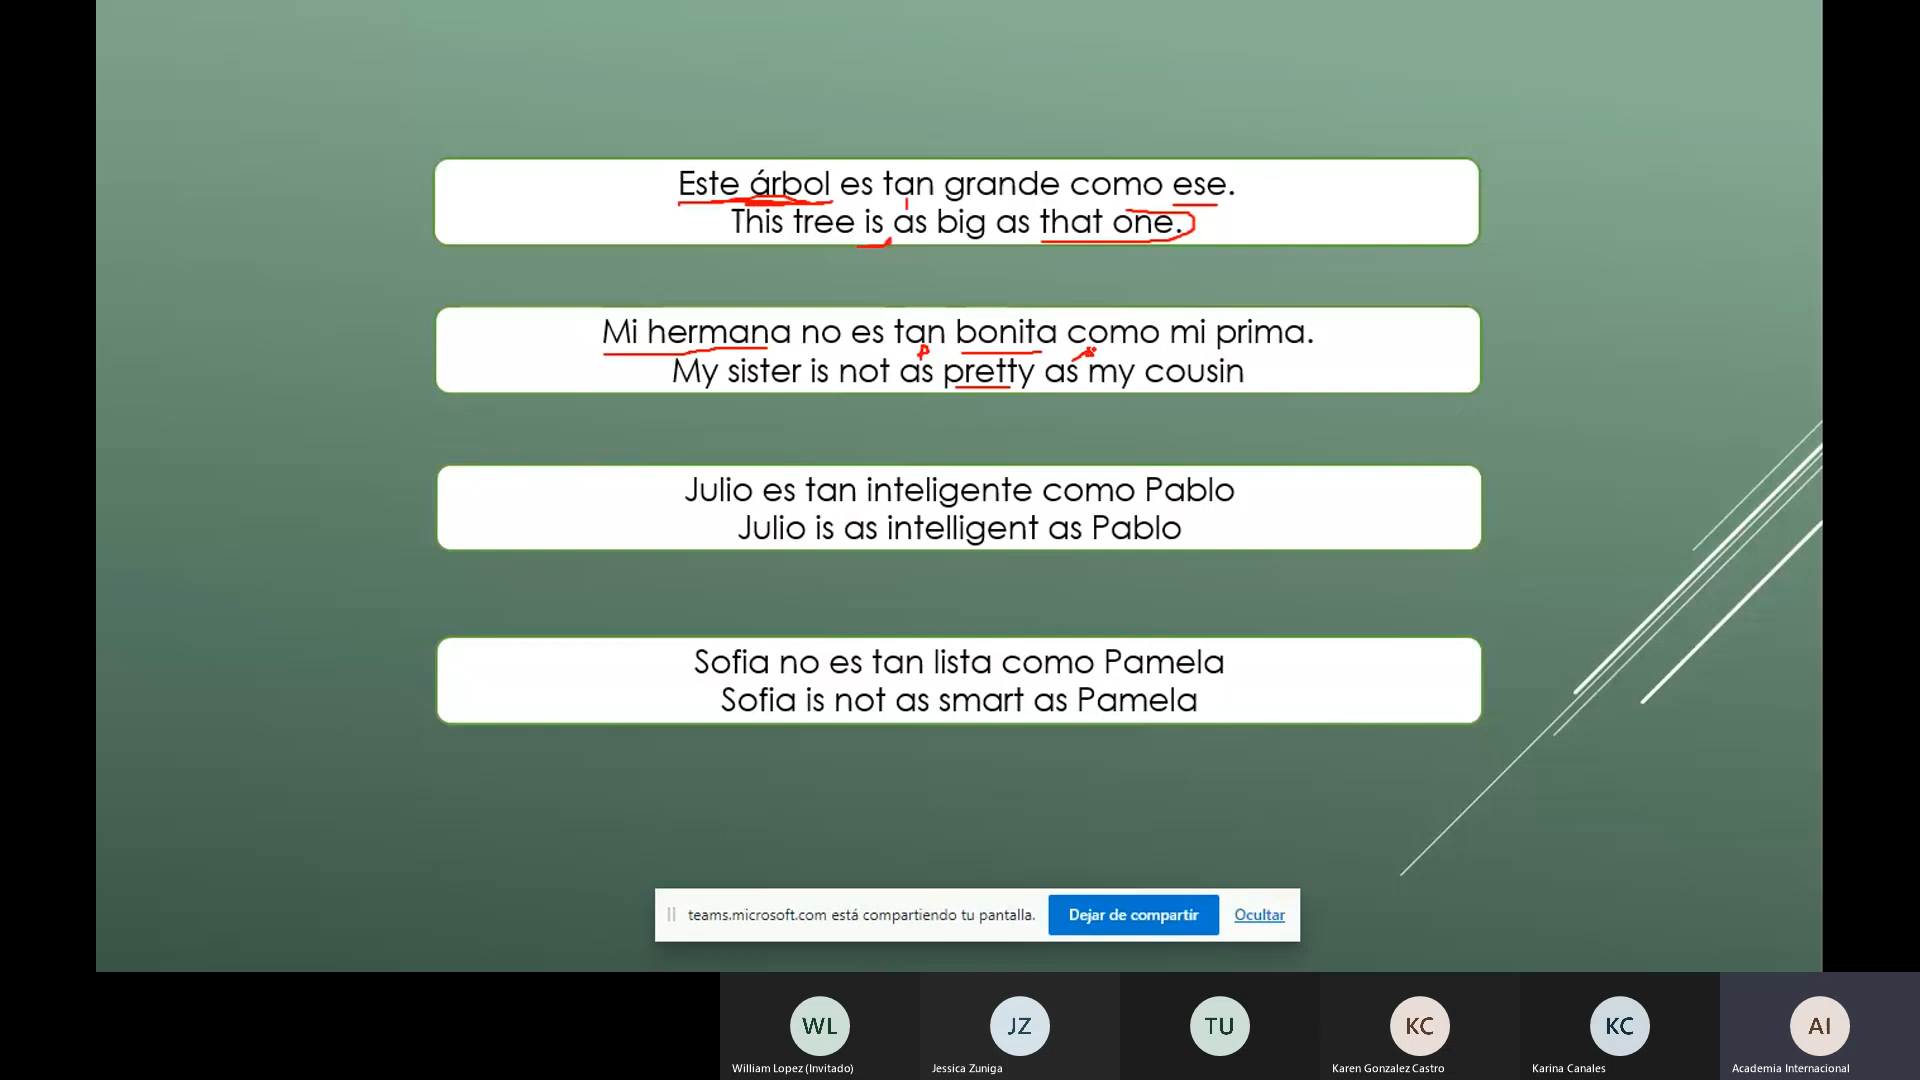 Este árbol es tan grande como ese.
This tree is as big as that one.
Mi hermana no es tan bonita como mi prima.
My sister is not as pretty as my cousin
Julio es tan inteligente como Pablo
Julio is as intelligent as Pablo
Sofia no es tan lista como Pamela
Sofia is not as smart as Pamela
teams.microsoft.com está compartiendo tu pantalla. Dejar de compartir Ocultar
WL JZ TU KC KC AI
William Lopez (Invitado) Jessica Zuniga Karen Gonzalez Castro Karina Canales Academia Internacional